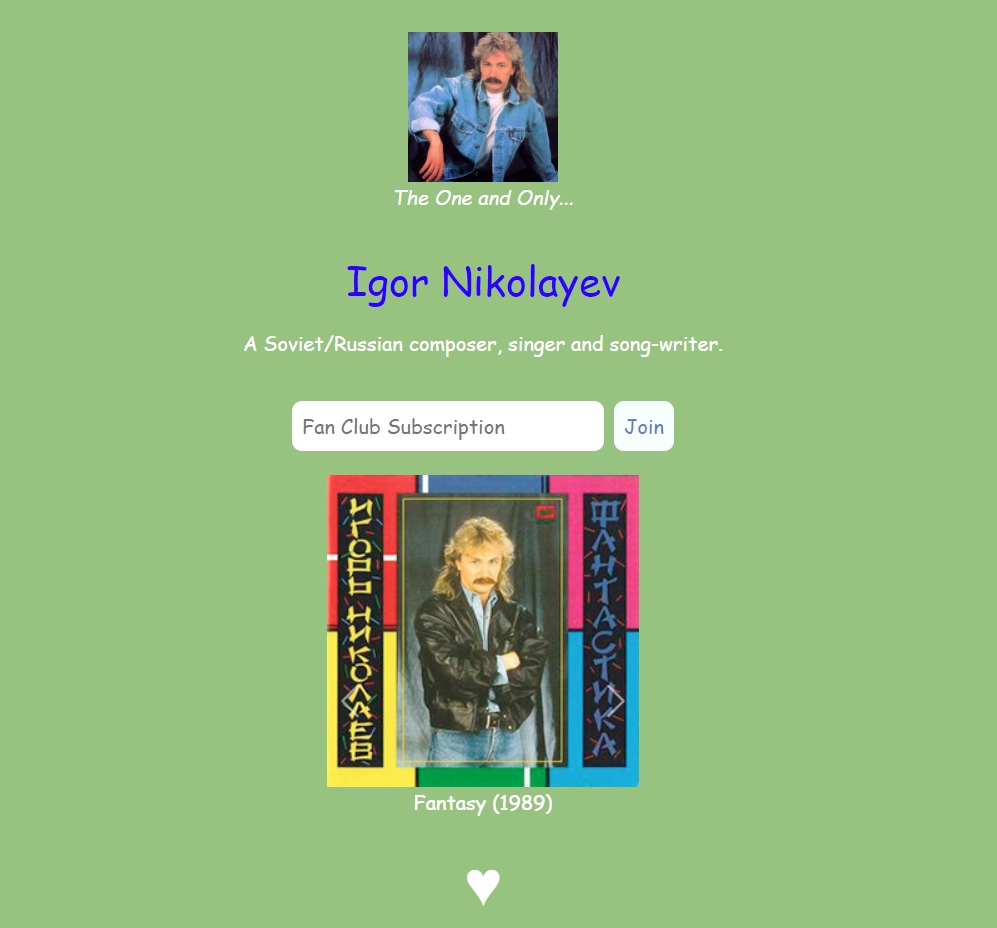 The One and Only...
Igor Nikolayev
A Soviet/Russian composer, singer and song-writer.
Fan Club Subscription
Join
ИГОРЬ НИКОЛАЕВ
ФАНТАСТИКА
Fantasy (1989)